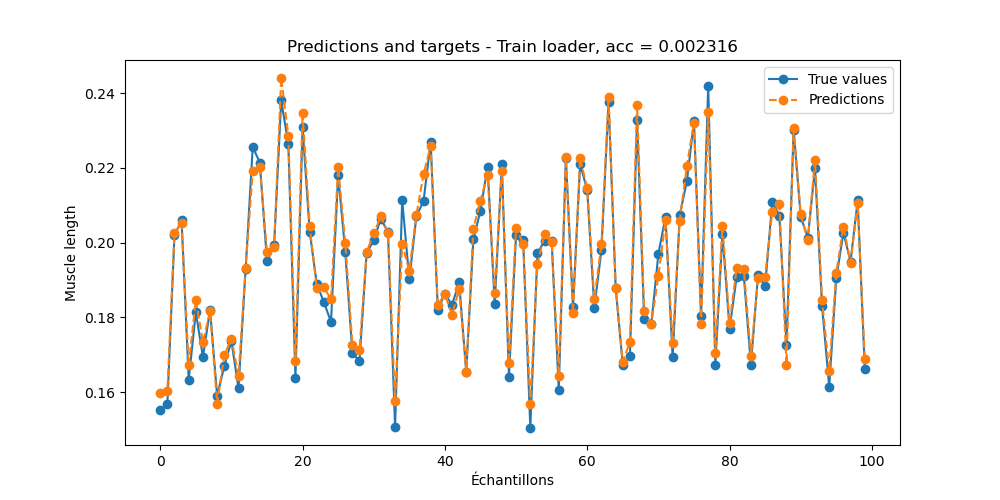 Predictions and targets - Train loader, acc = 0.002316
True values
Predictions
Muscle length
0.24
0.22
0.20
0.18
0.16
0
20
40
60
80
100
Échantillons